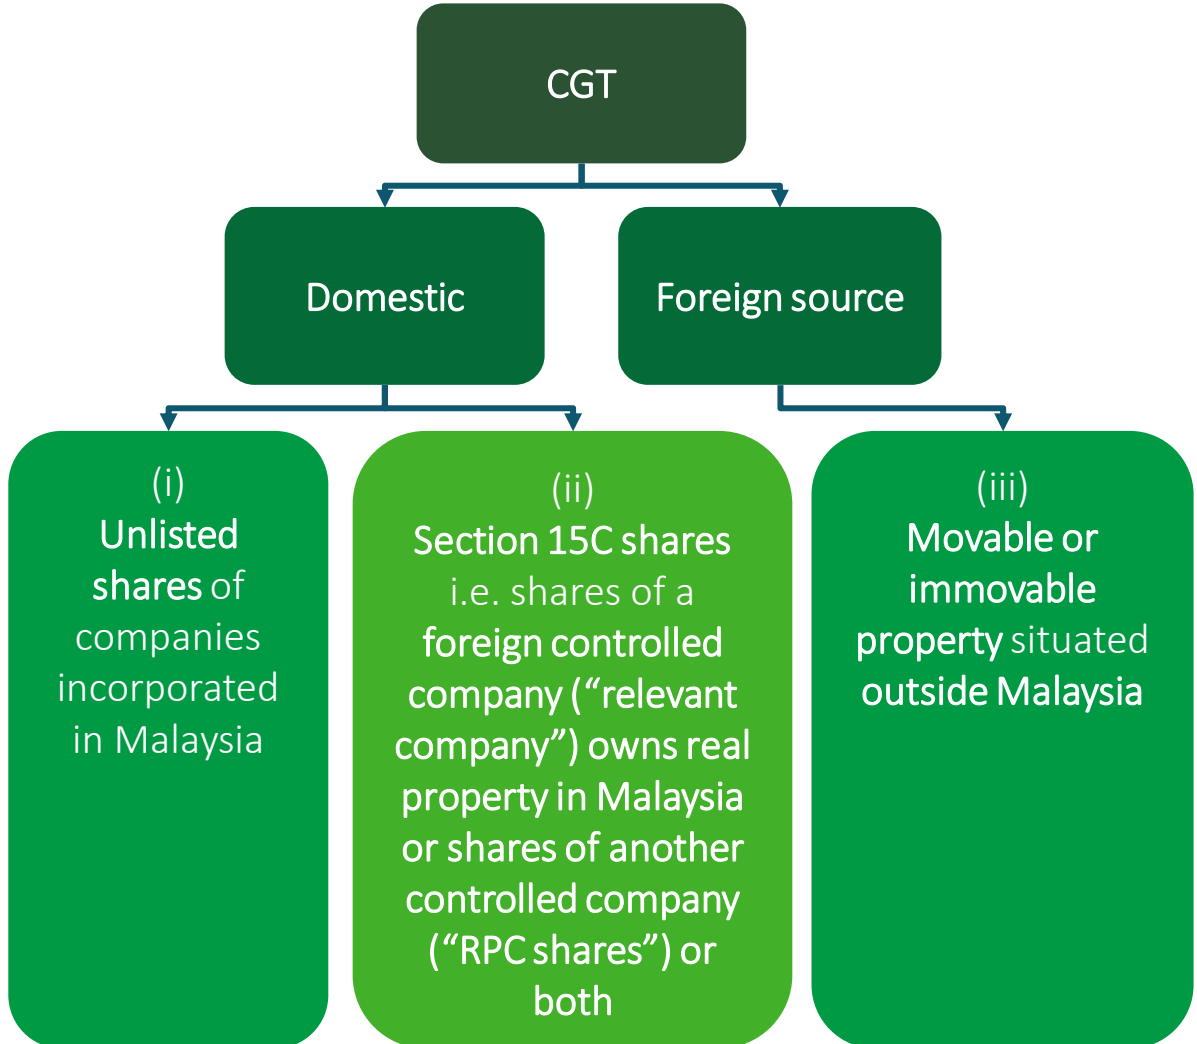 CGT
Domestic
Foreign source
(i)
Unlisted
shares of
companies
incorporated
in Malaysia
(ii)
Section 15C shares
i.e. shares of a
foreign controlled
company (“relevant
company”) owns real
property in Malaysia
or shares of another
controlled company
(“RPC shares”) or
both
(iii)
Movable or
immovable
property situated
outside Malaysia